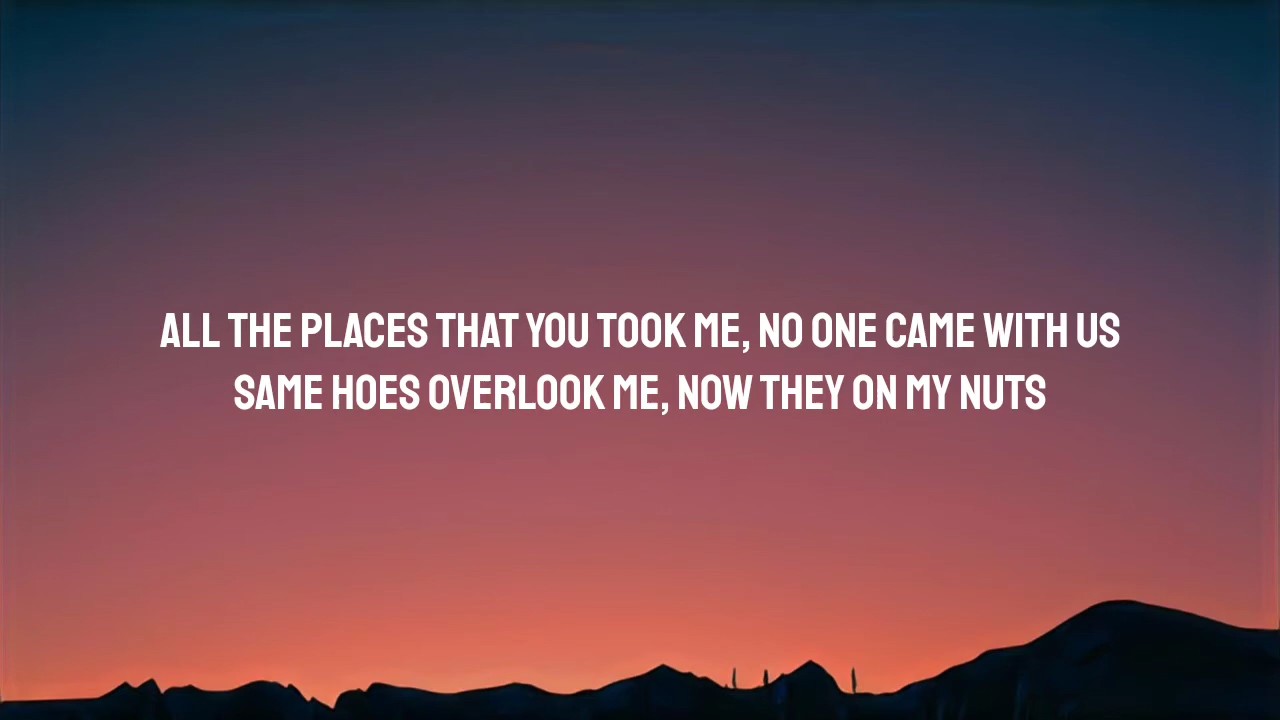 ALL THE PLACES THAT YOU TOOK ME, NO ONE CAME WITH US
SAME HOES OVERLOOK ME, NOW THEY ON MY NUTS